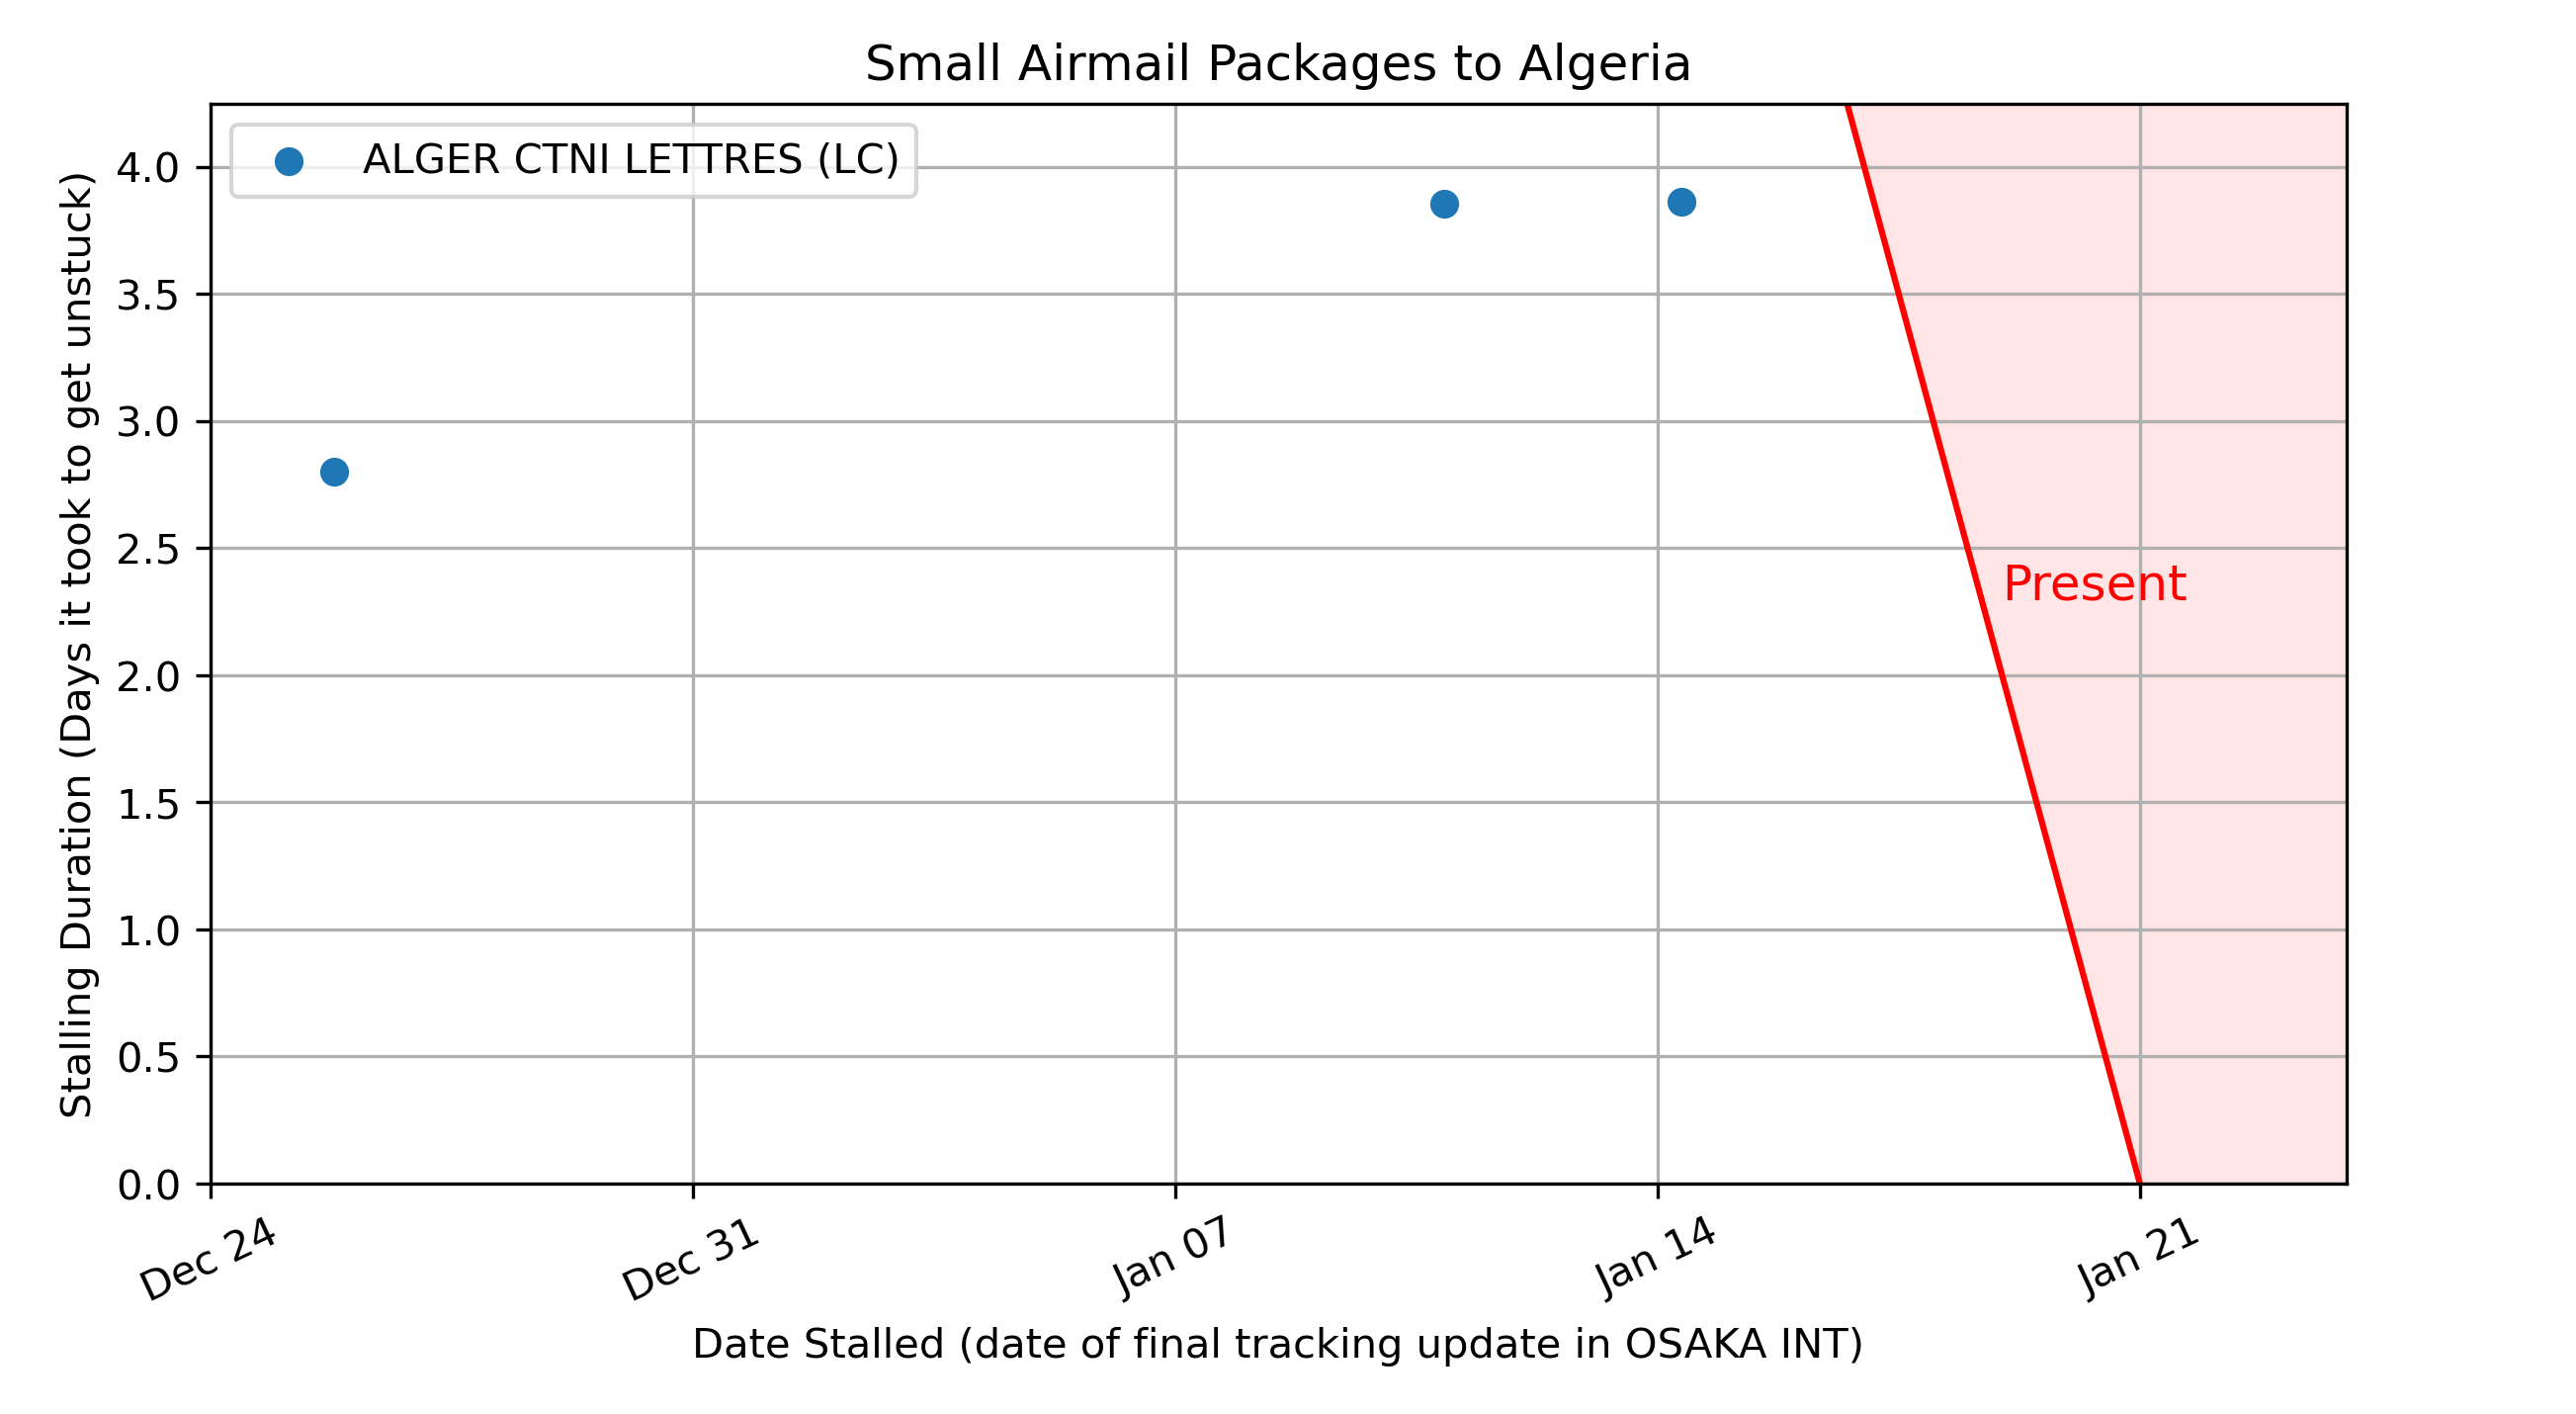 Small Airmail Packages to Algeria
ALGER CTNI LETTRES (LC)
Stalling Duration (Days it took to get unstuck)
4.0
3.5
3.0
2.5
2.0
1.5
1.0
0.5
0.0
Present
Dec 24
Dec 31
Jan 07
Jan 14
Jan 21
Date Stalled (date of final tracking update in OSAKA INT)